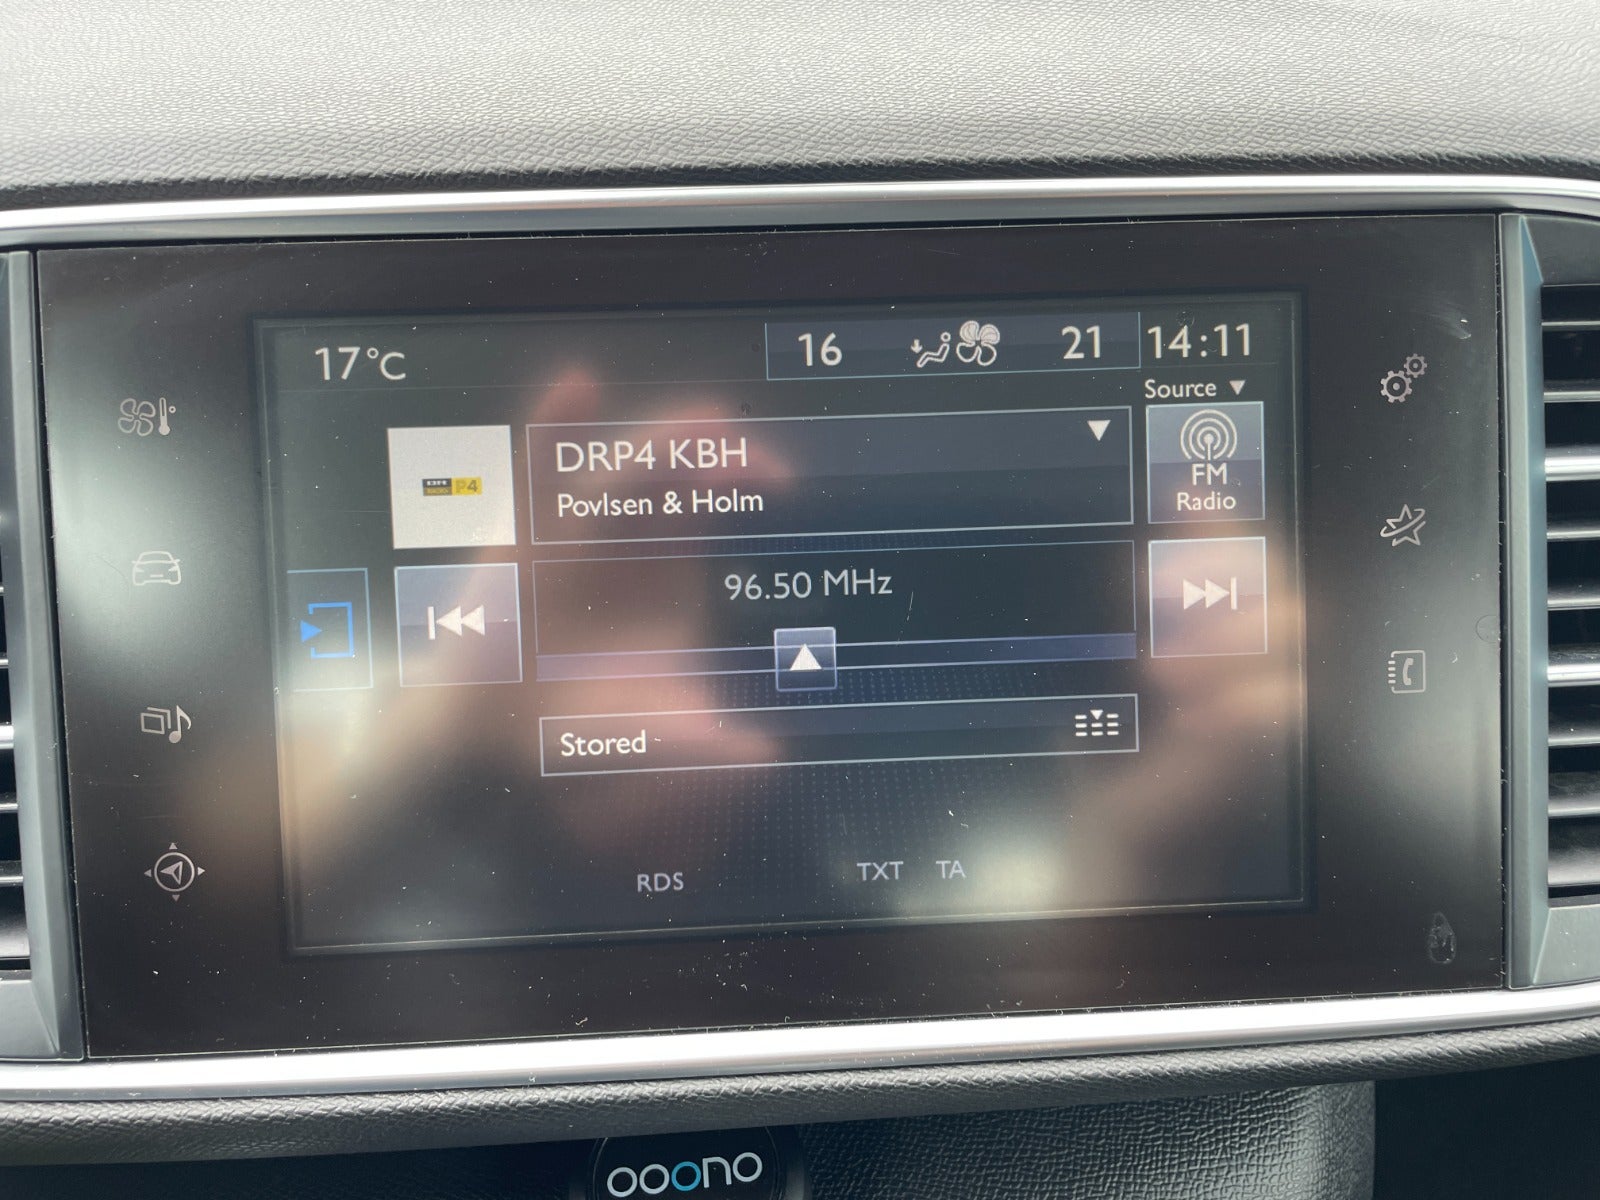 17°C
16
21
14:11
Source
DRP4 KBH
Povlsen & Holm
P4
FM
Radio
96.50 MHz
Stored
RDS
TXT
TA
ooono